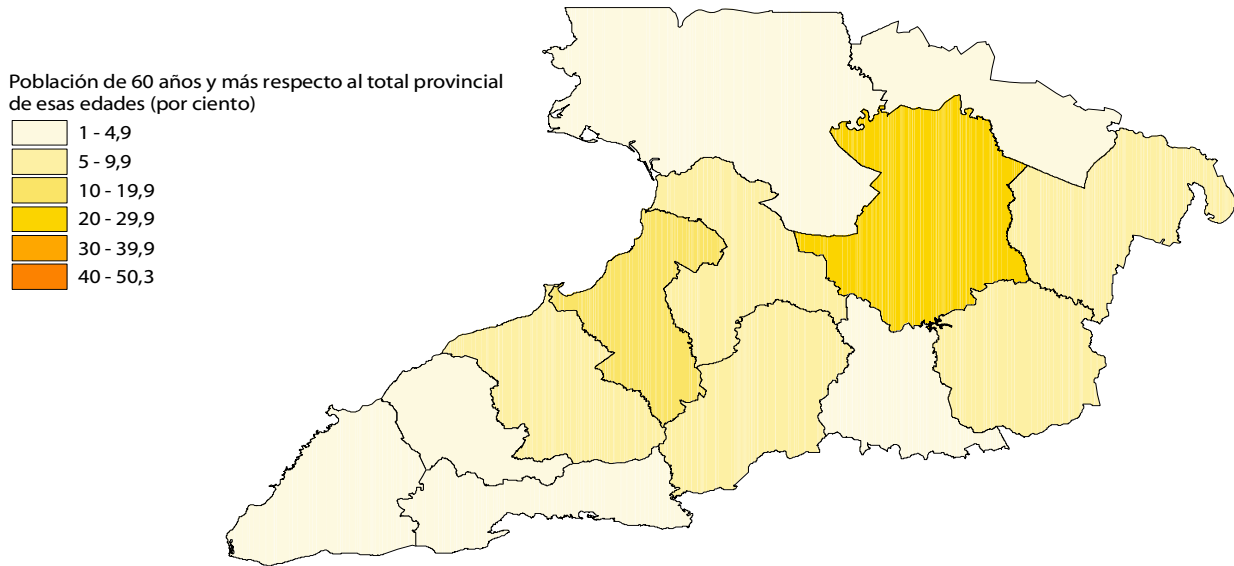 Población de 60 años y más respecto al total provincial
de esas edades (por ciento)
1 - 4,9
5 - 9,9
10 - 19,9
20 - 29,9
30 - 39,9
40 - 50,3